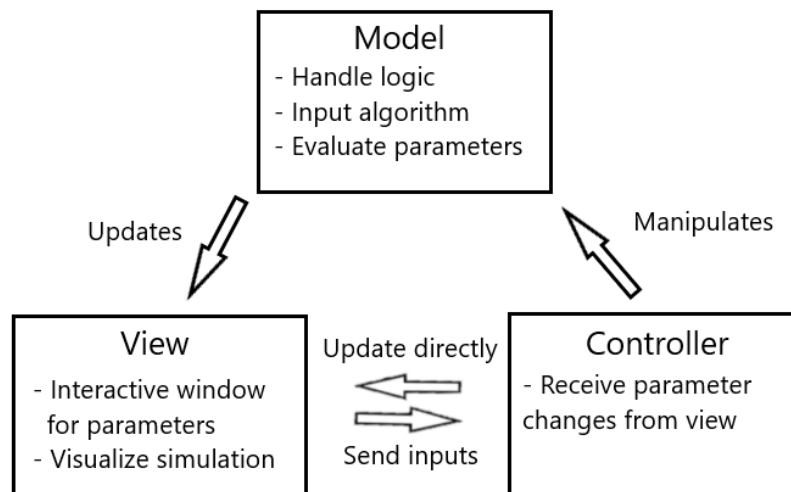 Model
- Handle logic
- Input algorithm
- Evaluate parameters
Updates
Manipulates
View
- Interactive window
for parameters
- Visualize simulation
Update directly
Send inputs
Controller
- Receive parameter
changes from view